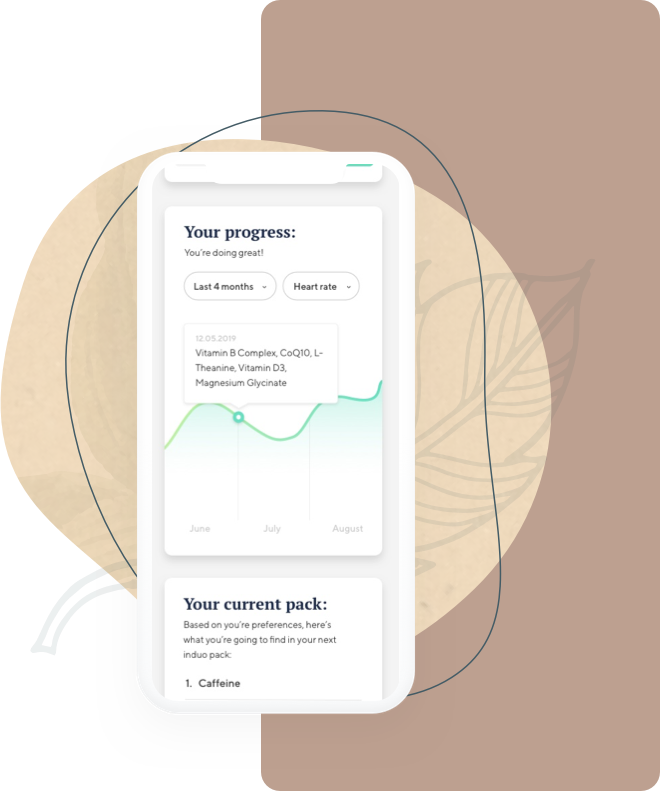 Your progress:
You're doing great!
Last 4 months
Heart rate
12.05.2019
Vitamin B Complex, CoQ10, L-
Theanine, Vitamin D3,
Magnesium Glycinate
June
July
August
Your current pack:
Based on you're preferences, here's
what you're going to find in your next
induo pack:
1. Caffeine